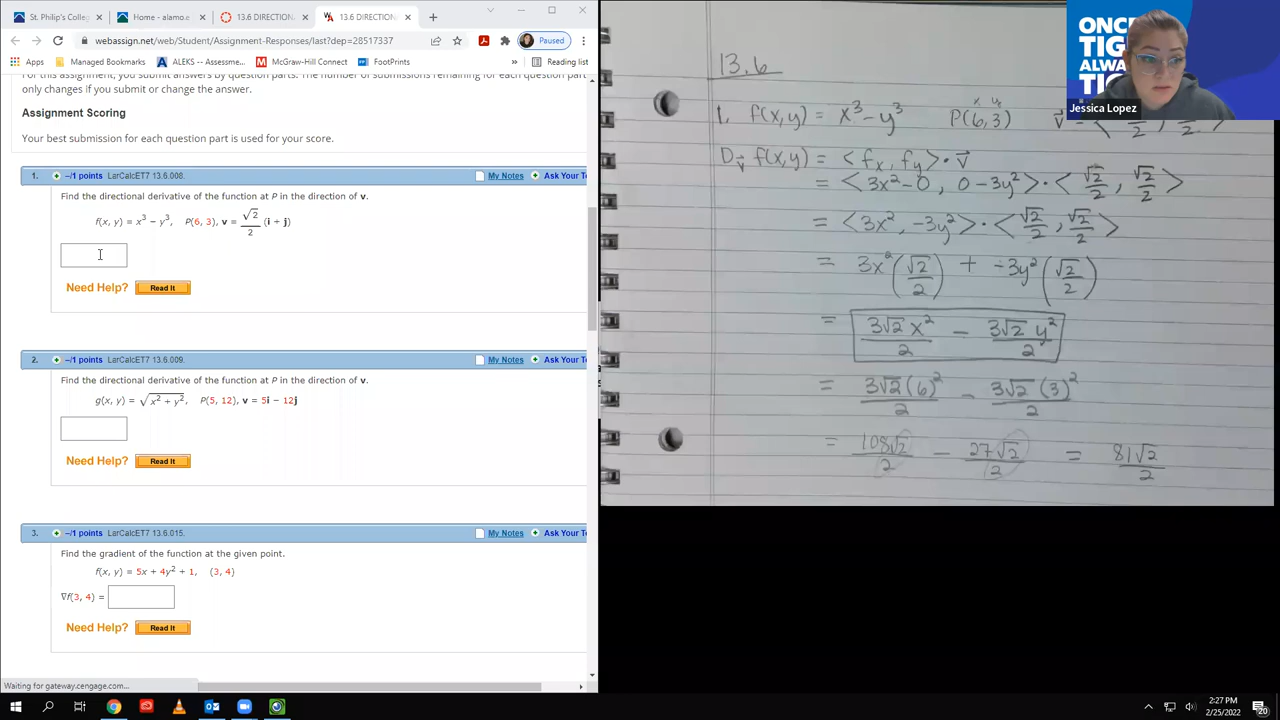 St. Philip's Colleg
Home - alamo.e
13.6 DIRECTION
13.6 DIRECTION
webassign.net/web/Student/Assignment-Responses/last?dep=28517337
Paused
Apps
Managed Bookmarks
ALEKS -- Assessme...
McGraw-Hill Connect
FootPrints
Reading list
For this assignment, you submit answers by question parts. The number of submissions remaining for each question part
only changes if you submit or change the answer.
Assignment Scoring
Your best submission for each question part is used for your score.
1. –/1 points LarCalcET7 13.6.008. My Notes Ask Your T
Find the directional derivative of the function at P in the direction of v.
f(x, y) = x³ − y³, P(6, 3), v = √2/2 (i + j)
Need Help? Read It
2. –/1 points LarCalcET7 13.6.009. My Notes Ask Your T
Find the directional derivative of the function at P in the direction of v.
g(x, y) = √(x² + y²), P(5, 12), v = 5i − 12j
Need Help? Read It
3. –/1 points LarCalcET7 13.6.015. My Notes Ask Your T
Find the gradient of the function at the given point.
f(x, y) = 5x + 4y² + 1, (3, 4)
∇f(3, 4) =
Need Help? Read It
Waiting for gateway.cengage.com...
13.6
1. f(x,y) = x³ − y³ P(6,3)
D_v f(x,y) = <fx, fy> · v
= <3x² − 0, 0 − 3y²> · <√2/2, √2/2>
= <3x², −3y²> · <√2/2, √2/2>
= 3x²(√2/2) + −3y²(√2/2)
= 3√2 x²/2 − 3√2 y²/2
= 3√2(6)²/2 − 3√2(3)²/2
= 108√2/2 − 27√2/2 = 81√2/2
ONCE
TIG
ALWA
TIG
Jessica Lopez
2:27 PM
2/25/2022
20